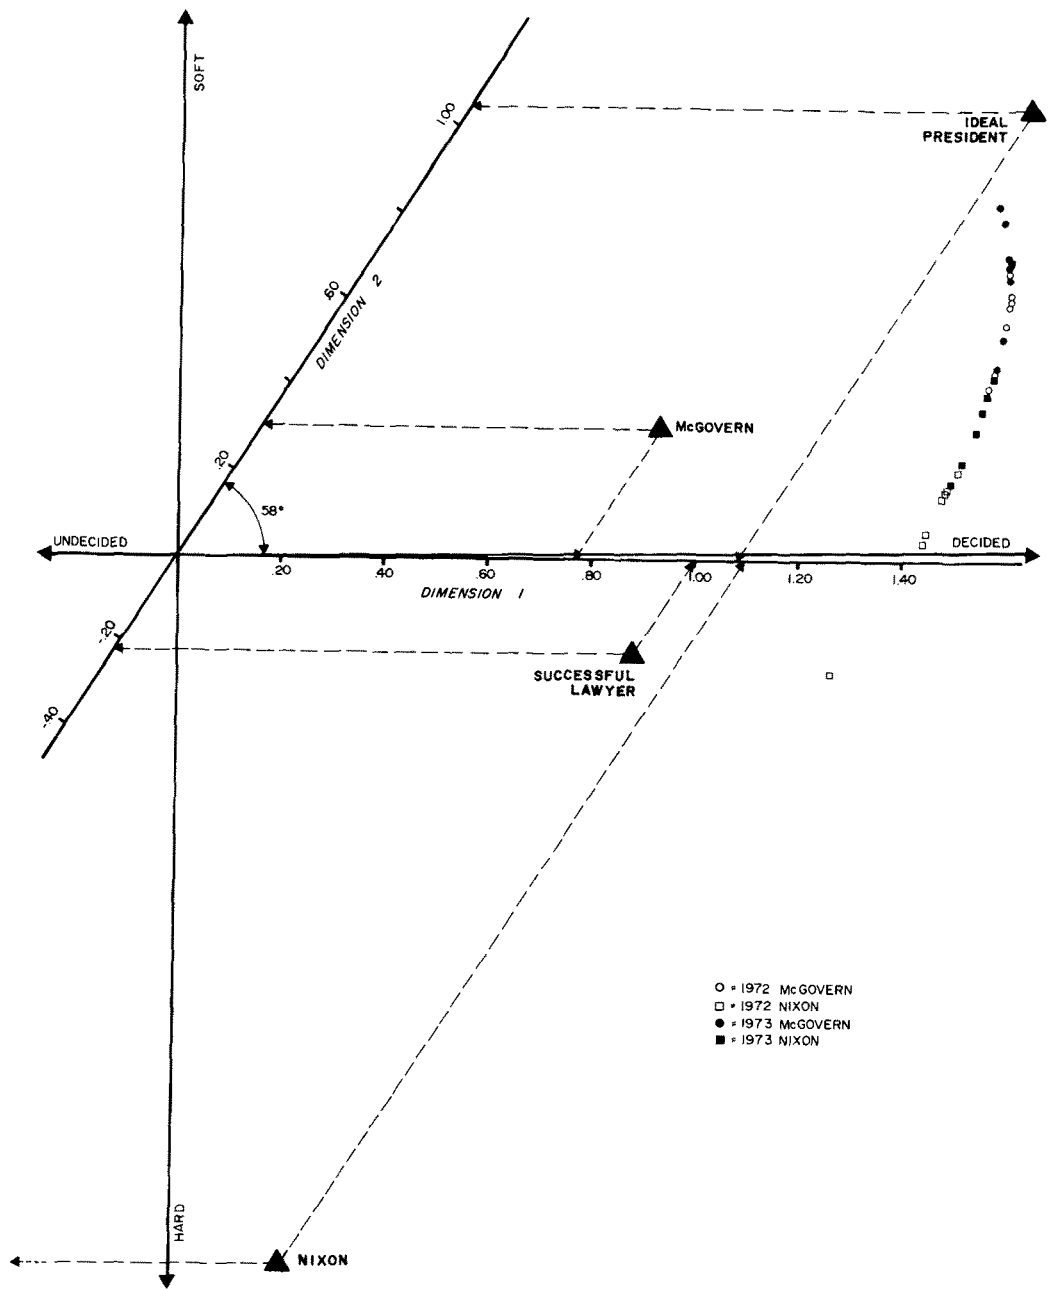 SOFT
1.00
IDEAL
PRESIDENT
.60
DIMENSION 2
McGOVERN
.20
58°
UNDECIDED
DECIDED
.20
.40
.60
.80
1.00
1.20
1.40
DIMENSION 1
-.20
SUCCESSFUL
LAWYER
-.40
○ = 1972 McGOVERN
□ = 1972 NIXON
● = 1973 McGOVERN
■ = 1973 NIXON
HARD
NIXON